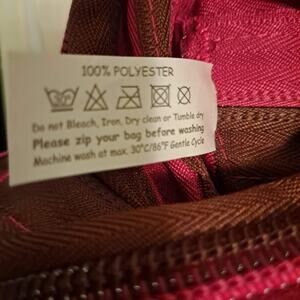 100% POLYESTER
30°
Do not Bleach, Iron, Dry clean or Tumble dry
Please zip your bag before washing
Machine wash at max. 30°C/86°F Gentle Cycle